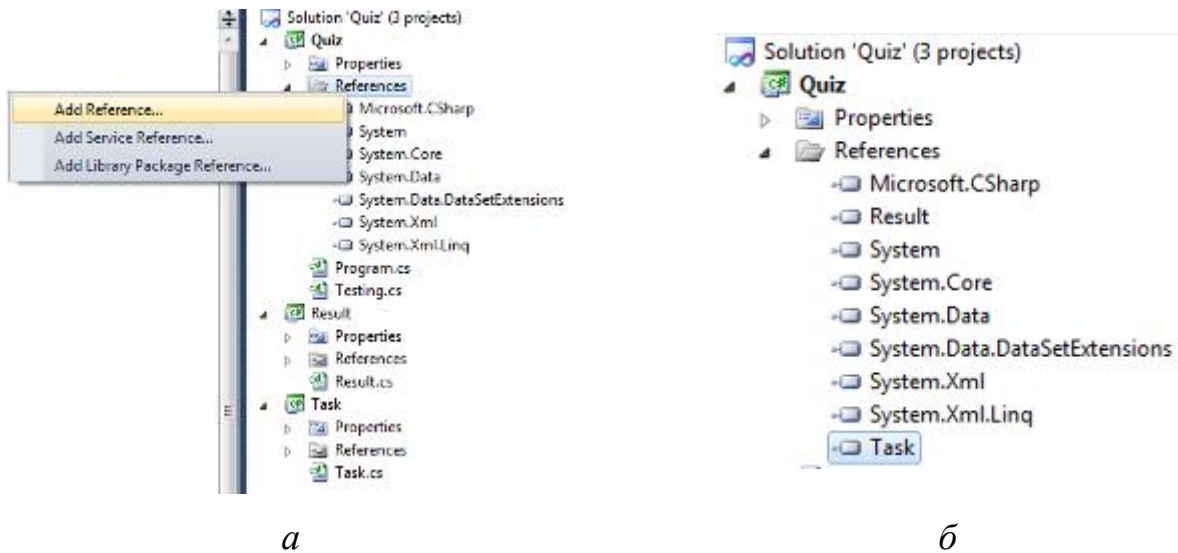 Solution 'Quiz' (3 projects)
Quiz
Properties
References
Add Reference...
Add Service Reference...
Add Library Package Reference...
Microsoft.CSharp
System
System.Core
System.Data
System.Data.DataSetExtensions
System.Xml
System.Xml.Linq
Program.cs
Testing.cs
Result
Properties
References
Result.cs
Task
Properties
References
Task.cs
а
Solution 'Quiz' (3 projects)
Quiz
Properties
References
Microsoft.CSharp
Result
System
System.Core
System.Data
System.Data.DataSetExtensions
System.Xml
System.Xml.Linq
Task
б